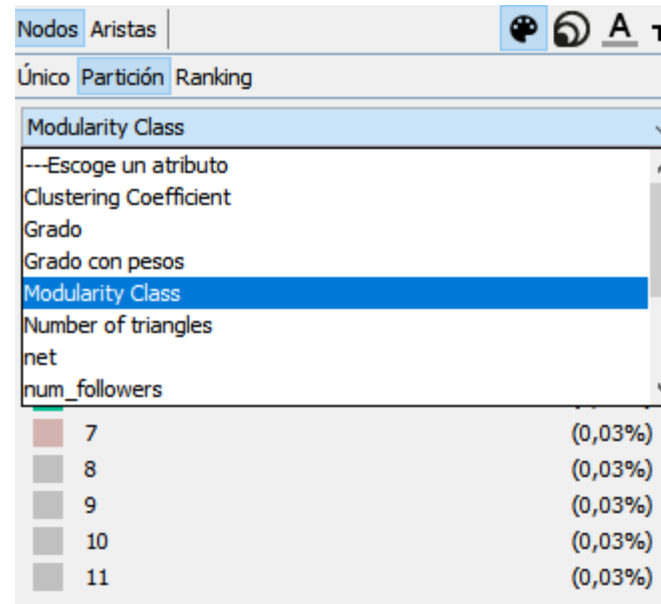 Nodos Aristas
A
Único Partición Ranking
Modularity Class
---Escoge un atributo
Clustering Coefficient
Grado
Grado con pesos
Modularity Class
Number of triangles
net
num_followers
7 (0,03%)
8 (0,03%)
9 (0,03%)
10 (0,03%)
11 (0,03%)